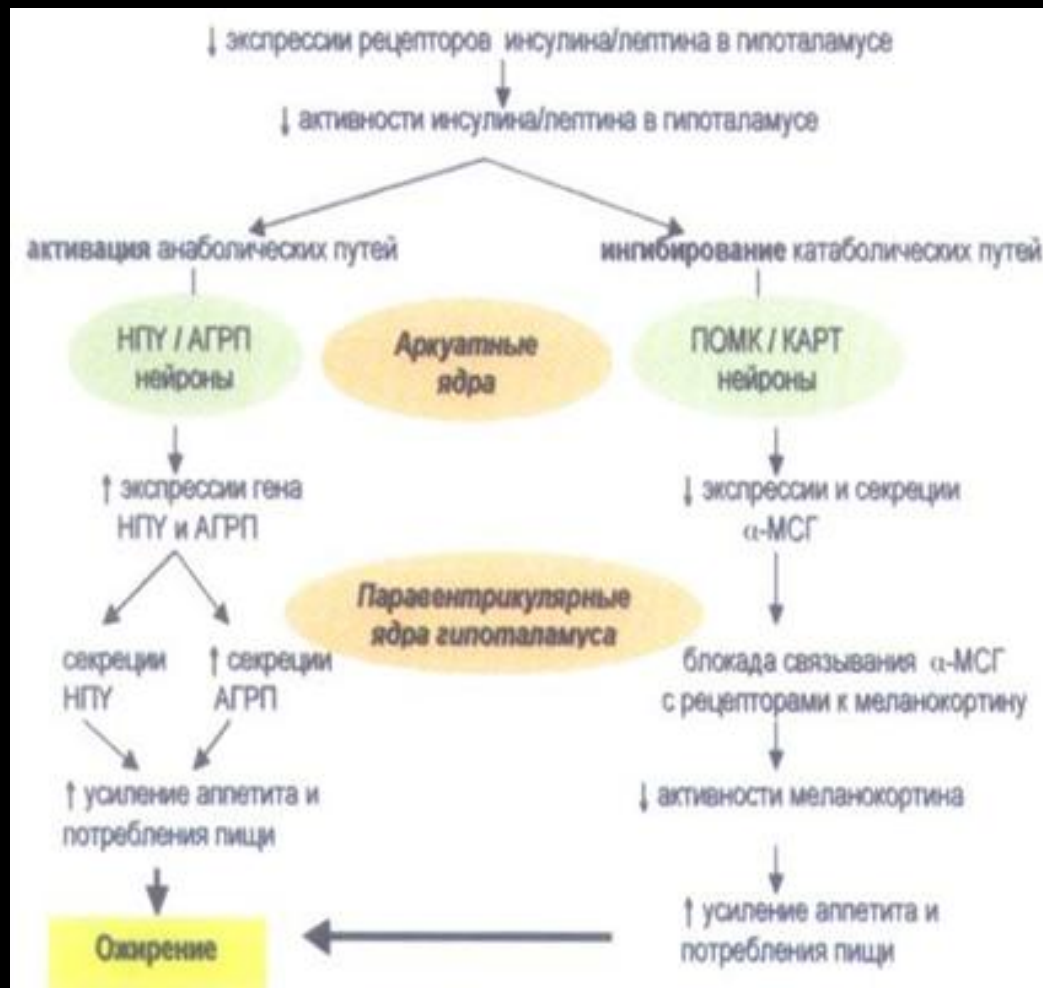 ↓ экспрессии рецепторов инсулина/лептина в гипоталамусе
↓ активности инсулина/лептина в гипоталамусе
активация анаболических путей
ингибирование катаболических путей
НПY / АГРП
нейроны
Аркуатные
ядра
ПОМК / КАРТ
нейроны
↑ экспрессии гена
НПY и АГРП
↓ экспрессии и секреции
α-МСГ
Паравентрикулярные
ядра гипоталамуса
секреции
НПY
↑ секреции
АГРП
блокада связывания α-МСГ
с рецепторами к меланокортину
↑ усиление аппетита и
потребления пищи
↓ активности меланокортина
↑ усиление аппетита и
потребления пищи
Ожирение